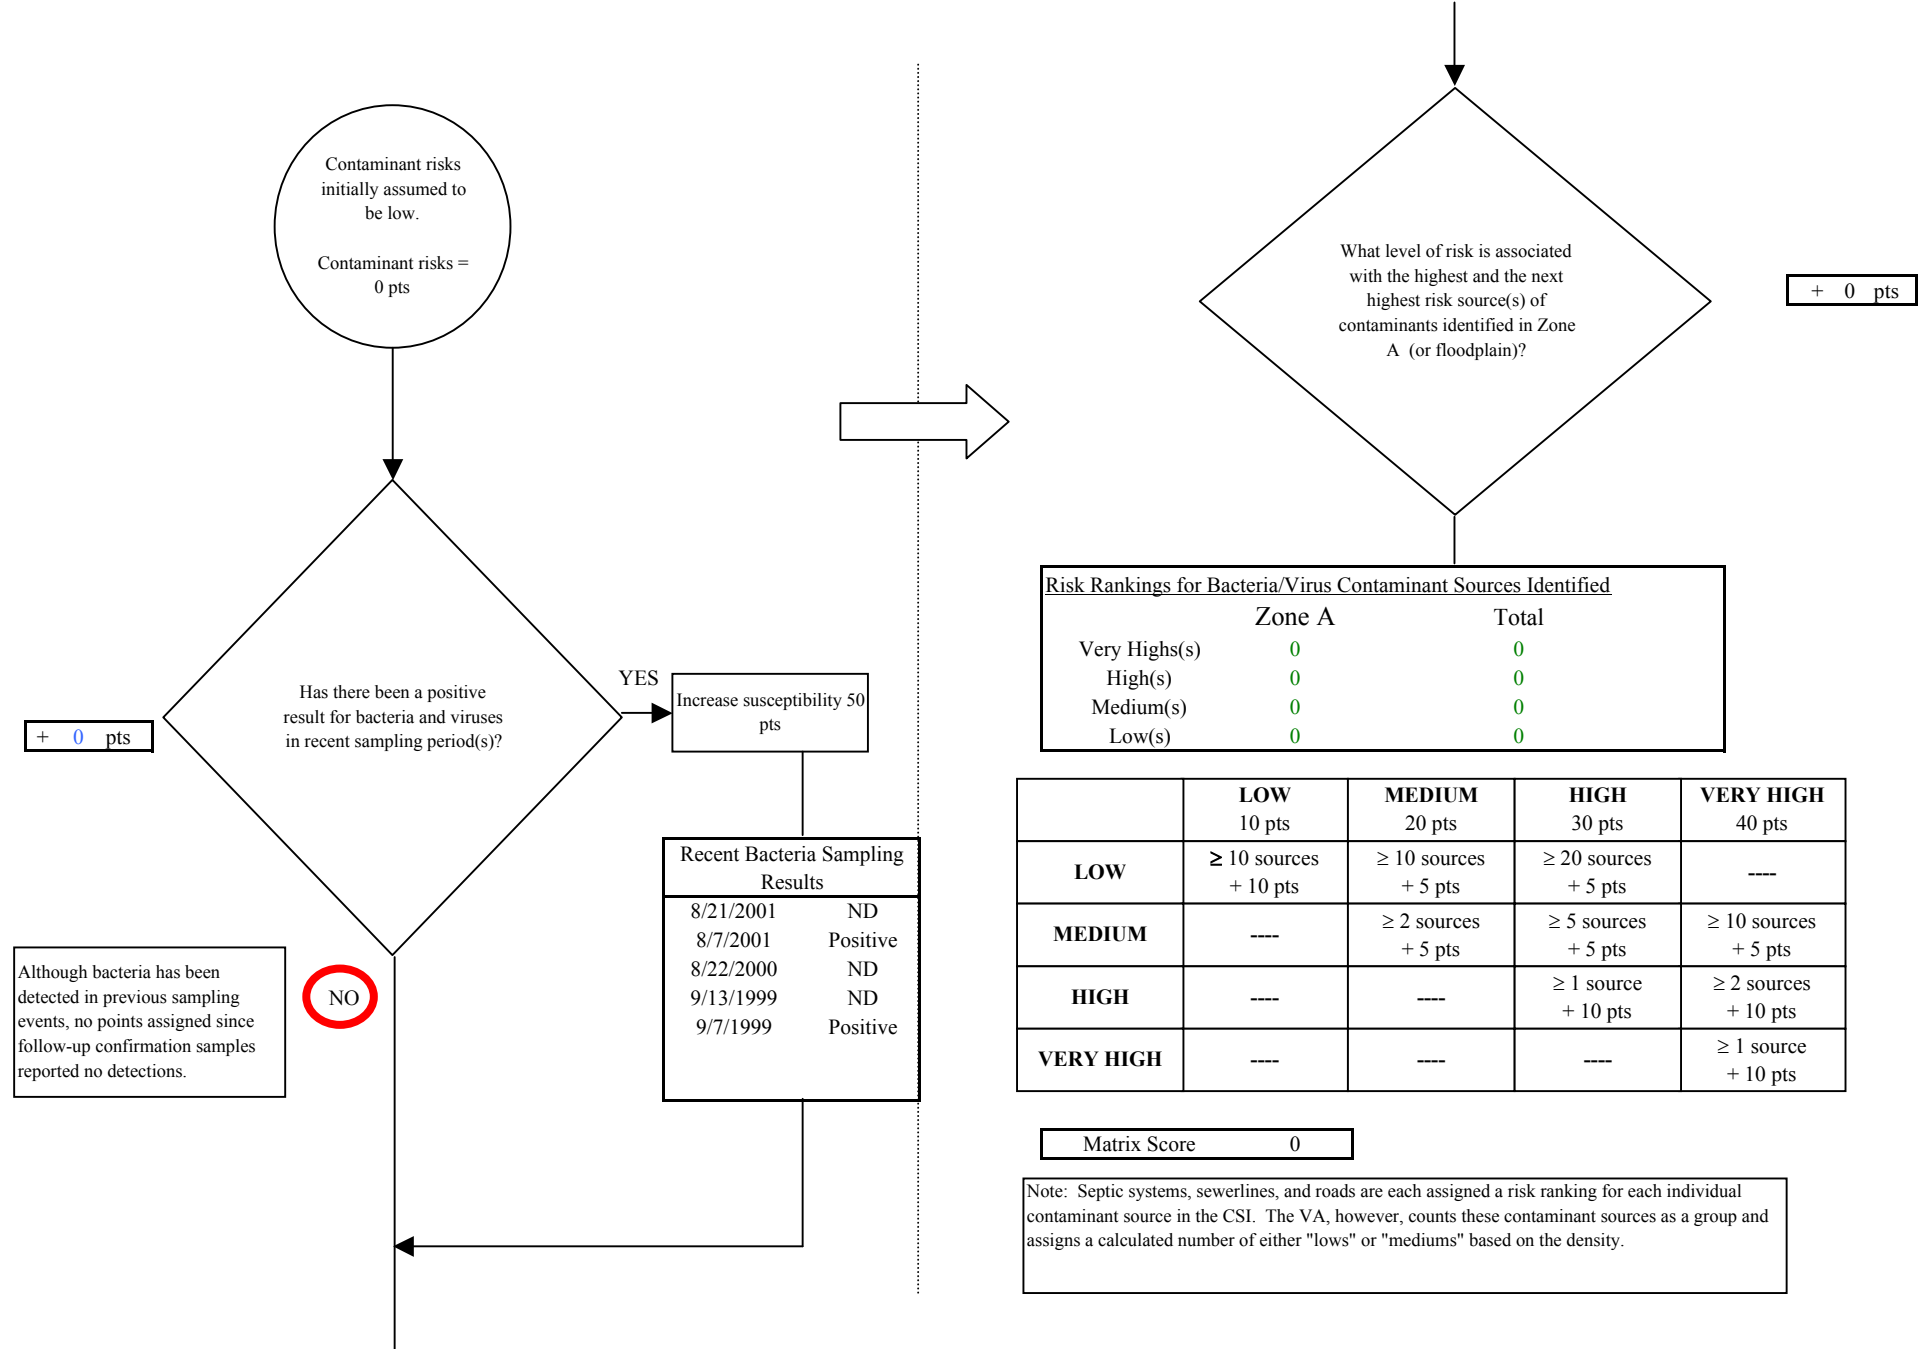 Contaminant risks
initially assumed to
be low.
Contaminant risks =
0 pts
Has there been a positive
result for bacteria and viruses
in recent sampling period(s)?
+ 0 pts
YES
Increase susceptibility 50
pts
Recent Bacteria Sampling
Results
8/21/2001 ND
8/7/2001 Positive
8/22/2000 ND
9/13/1999 ND
9/7/1999 Positive
Although bacteria has been
detected in previous sampling
events, no points assigned since
follow-up confirmation samples
reported no detections.
NO
What level of risk is associated
with the highest and the next
highest risk source(s) of
contaminants identified in Zone
A (or floodplain)?
+ 0 pts
Risk Rankings for Bacteria/Virus Contaminant Sources Identified
Zone A Total
Very Highs(s) 0 0
High(s) 0 0
Medium(s) 0 0
Low(s) 0 0
LOW MEDIUM HIGH VERY HIGH
10 pts 20 pts 30 pts 40 pts
LOW ≥ 10 sources ≥ 10 sources ≥ 20 sources ----
+ 10 pts + 5 pts + 5 pts
MEDIUM ---- ≥ 2 sources ≥ 5 sources ≥ 10 sources
+ 5 pts + 5 pts + 5 pts
HIGH ---- ---- ≥ 1 source ≥ 2 sources
+ 10 pts + 10 pts
VERY HIGH ---- ---- ---- ≥ 1 source
+ 10 pts
Matrix Score 0
Note: Septic systems, sewerlines, and roads are each assigned a risk ranking for each individual
contaminant source in the CSI. The VA, however, counts these contaminant sources as a group and
assigns a calculated number of either "lows" or "mediums" based on the density.